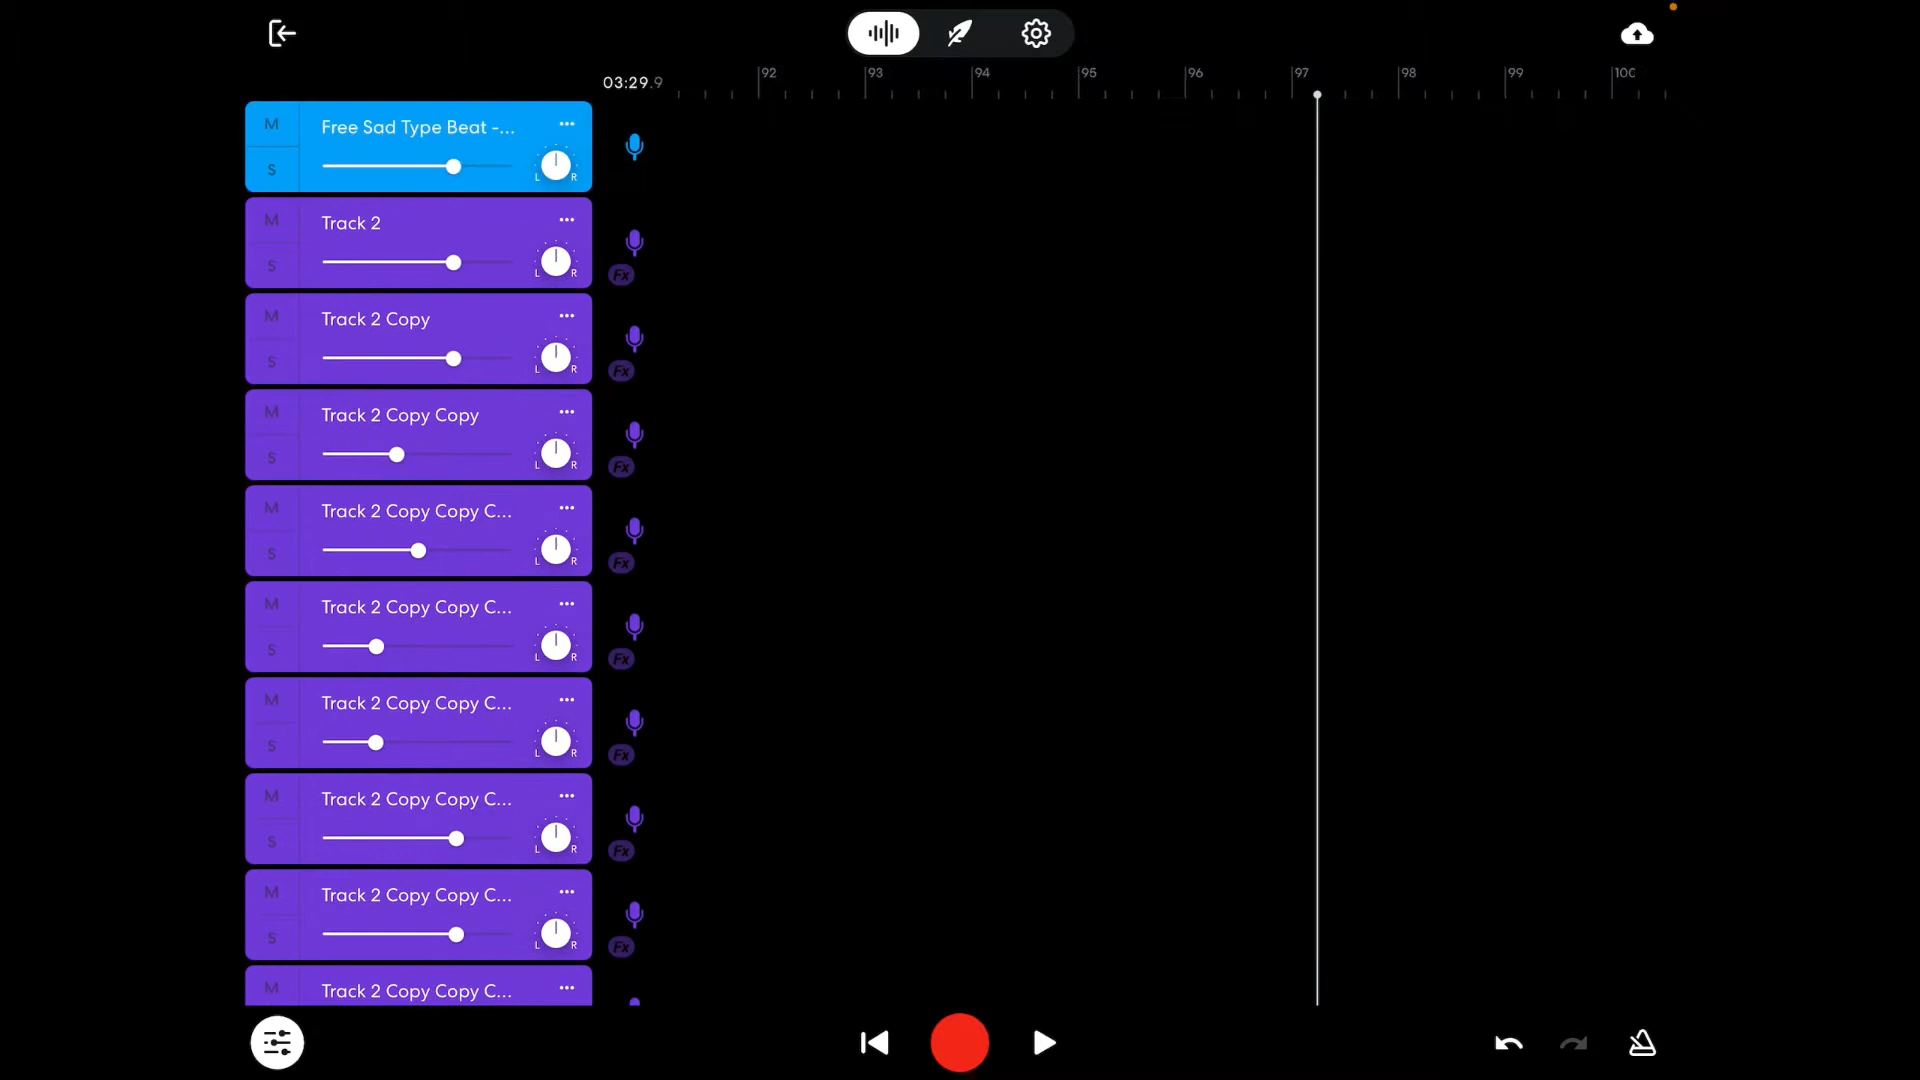 03:29.9
92
93
94
95
96
97
98
99
100
M
Free Sad Type Beat -...
S
L R
M
Track 2
S
L R
Fx
M
Track 2 Copy
S
L R
Fx
M
Track 2 Copy Copy
S
L R
Fx
M
Track 2 Copy Copy C...
S
L R
Fx
M
Track 2 Copy Copy C...
S
L R
Fx
M
Track 2 Copy Copy C...
S
L R
Fx
M
Track 2 Copy Copy C...
S
L R
Fx
M
Track 2 Copy Copy C...
S
L R
Fx
M
Track 2 Copy Copy C...